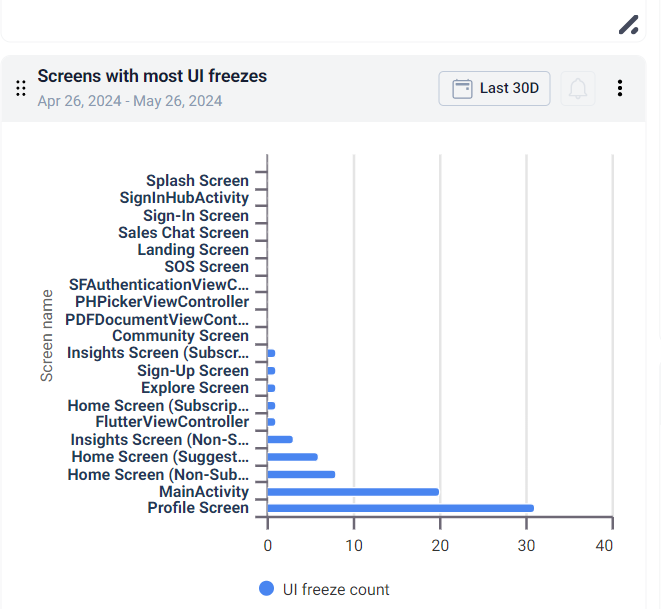 Screens with most UI freezes
Apr 26, 2024 - May 26, 2024
Last 30D
Screen name
Splash Screen
SignInHubActivity
Sign-In Screen
Sales Chat Screen
Landing Screen
SOS Screen
SFAuthenticationViewC...
PHPickerViewController
PDFDocumentViewCont...
Community Screen
Insights Screen (Subscr...
Sign-Up Screen
Explore Screen
Home Screen (Subscrip...
FlutterViewController
Insights Screen (Non-S...
Home Screen (Suggest...
Home Screen (Non-Sub...
MainActivity
Profile Screen
0 10 20 30 40
UI freeze count